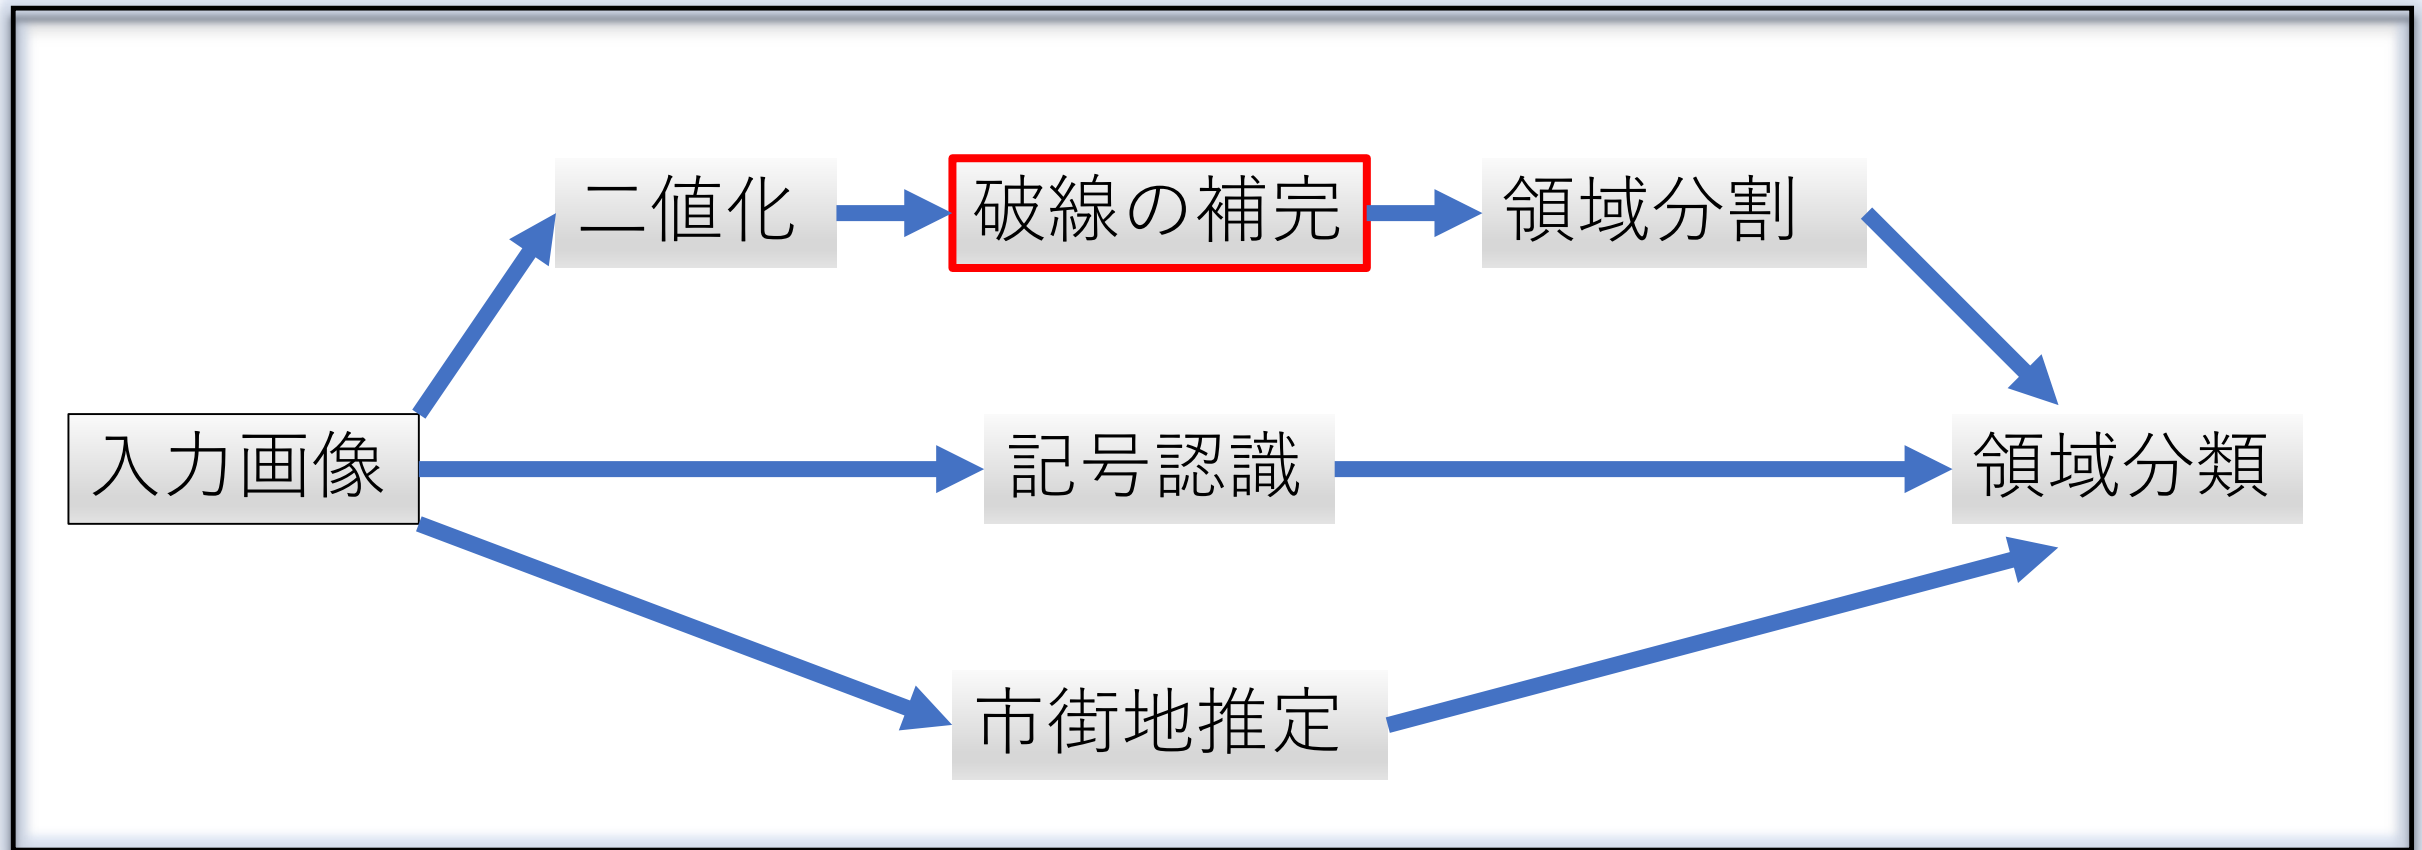 二値化
破線の補完
領域分割
入力画像
記号認識
領域分類
市街地推定